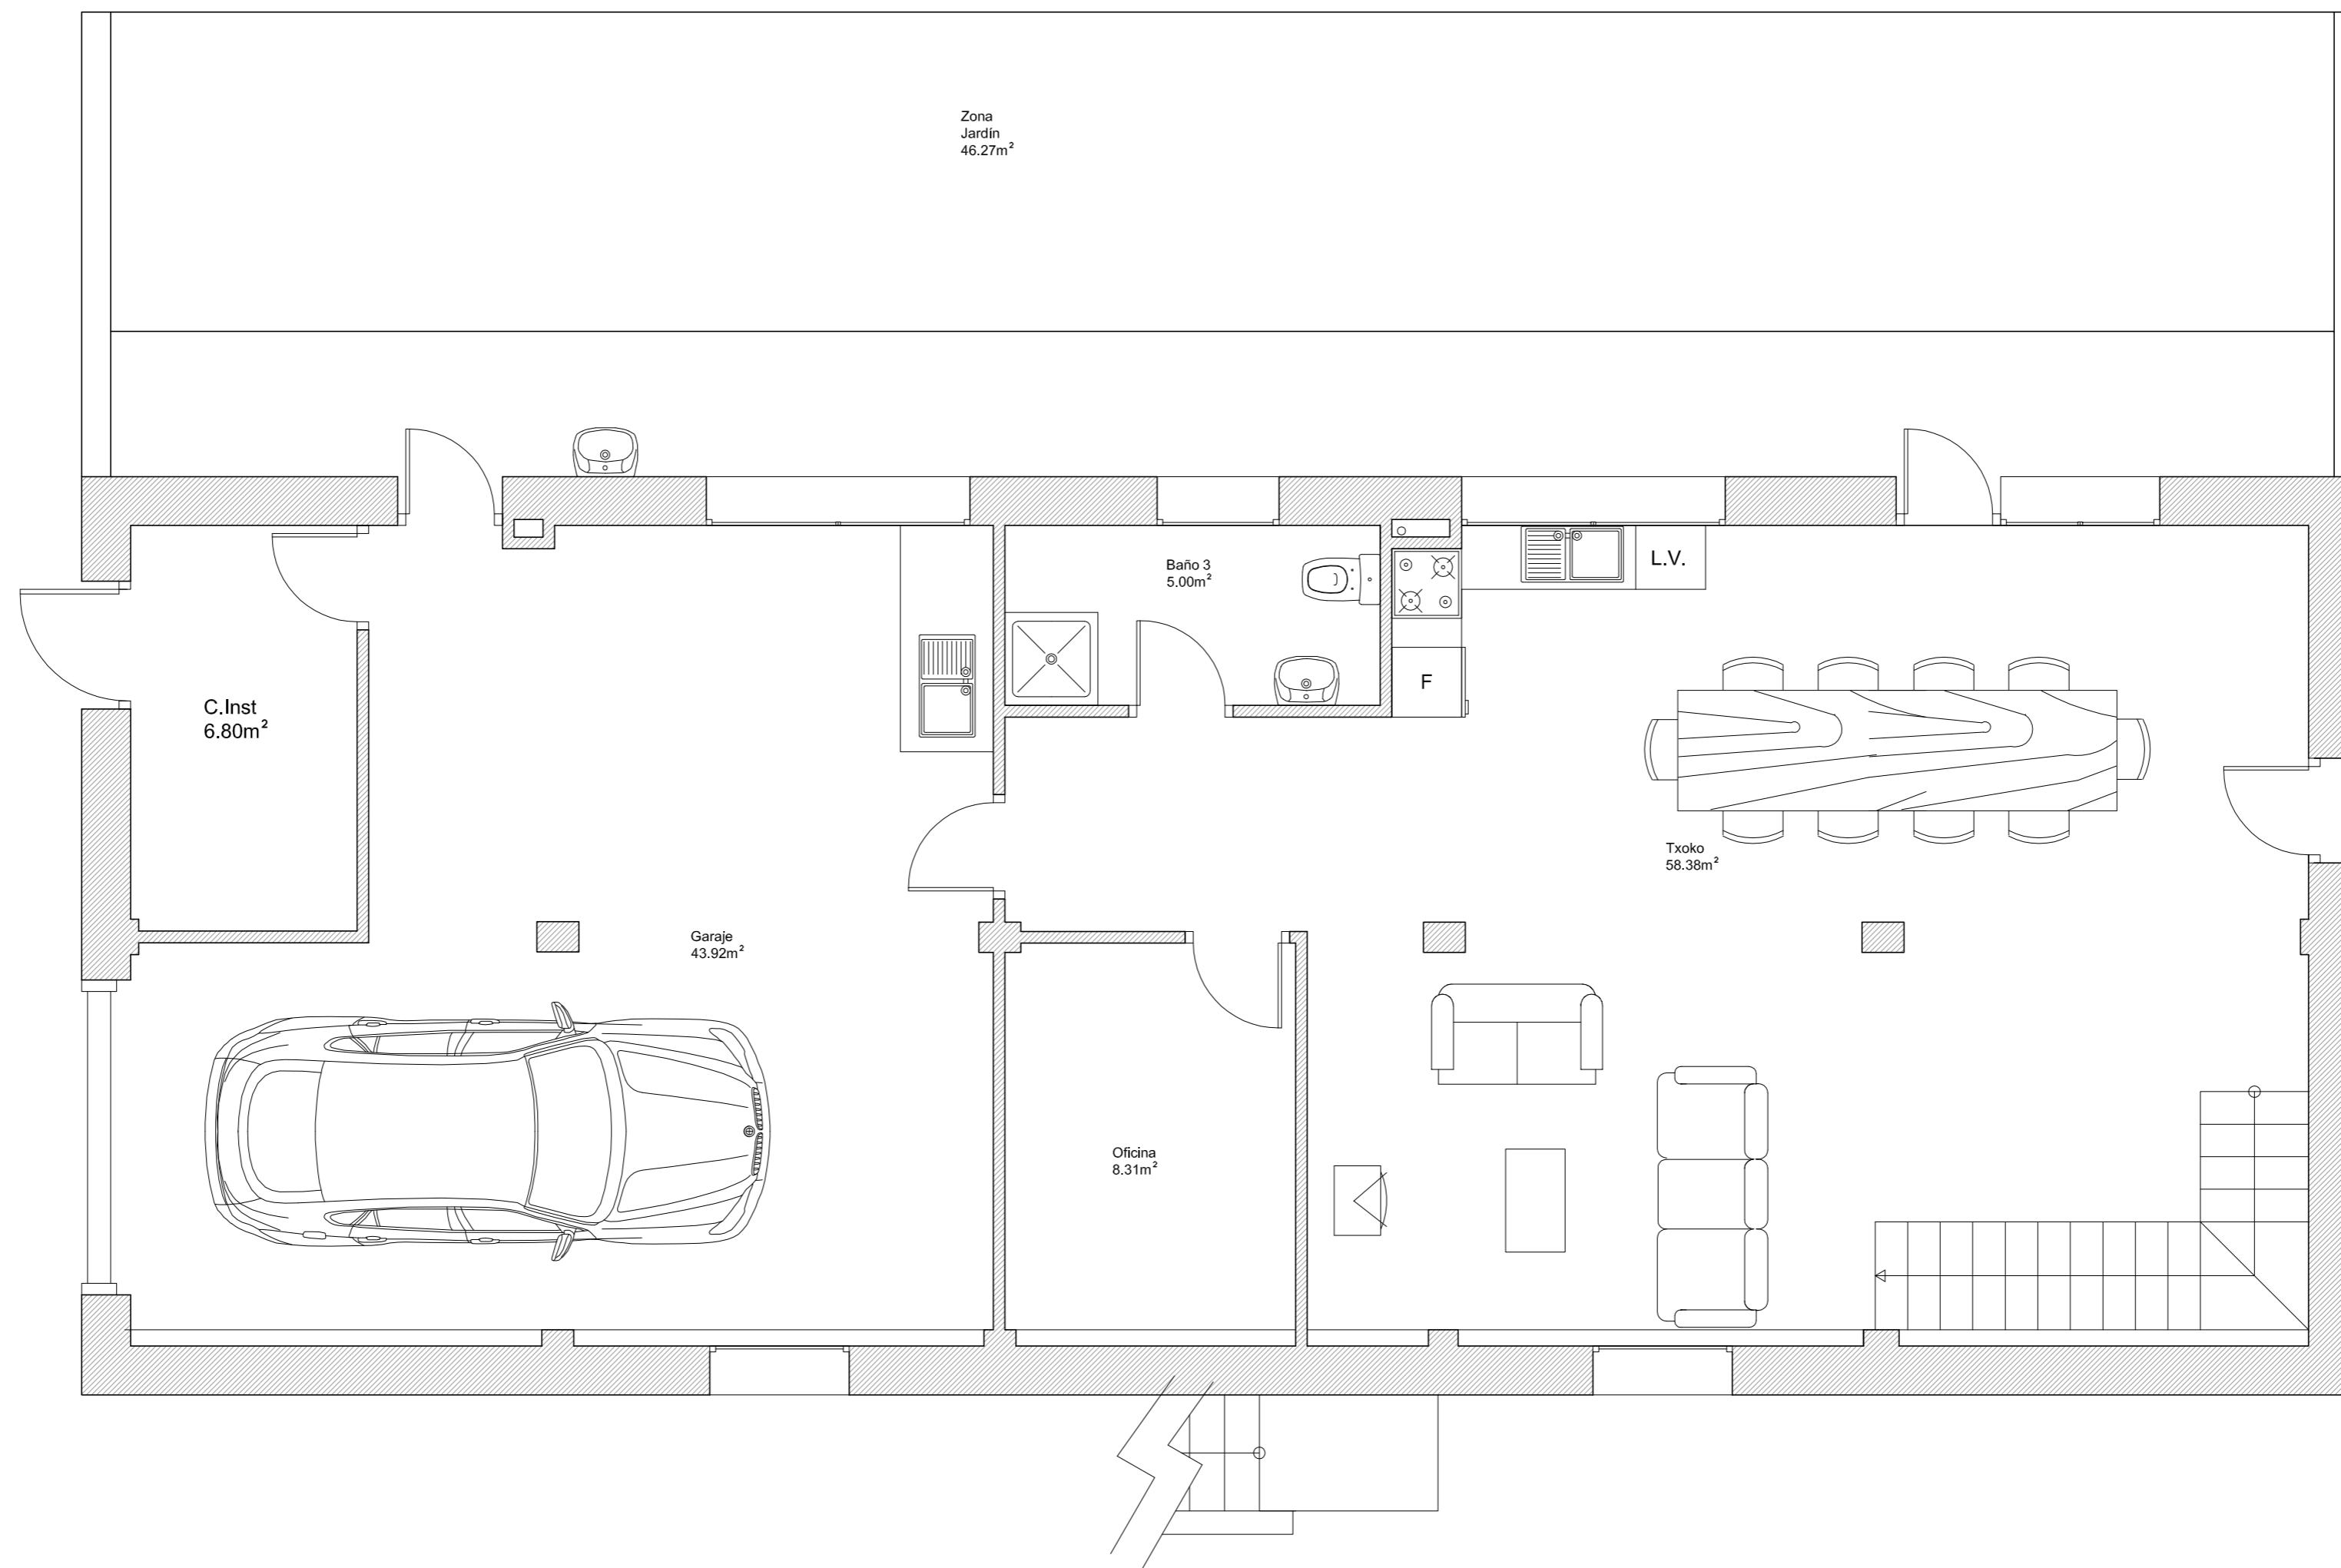 Zona
Jardín
46.27m²
Baño 3
5.00m²
L.V.
F
C.Inst
6.80m²
Txoko
58.38m²
Garaje
43.92m²
Oficina
8.31m²